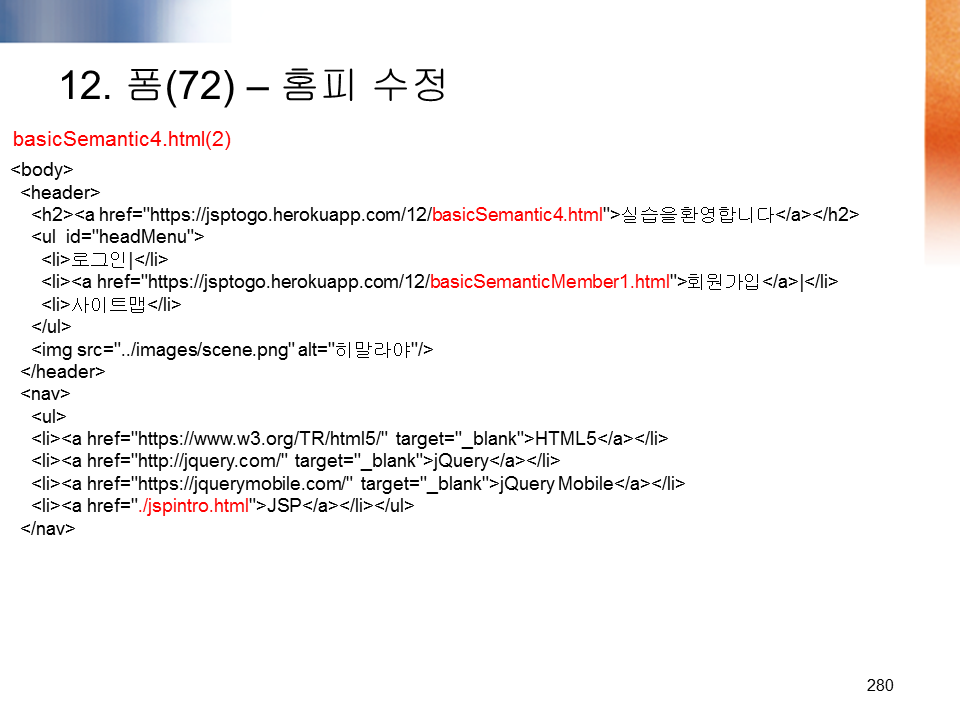 12. 폼(72) – 홈피 수정
basicSemantic4.html(2)
<body>
<header>
<h2><a href="https://jsptogo.herokuapp.com/12/basicSemantic4.html">실습을환영합니다</a></h2>
<ul id="headMenu">
<li>로그인|</li>
<li><a href="https://jsptogo.herokuapp.com/12/basicSemanticMember1.html">회원가입</a>|</li>
<li>사이트맵</li>
</ul>
<img src="../images/scene.png" alt="히말라야"/>
</header>
<nav>
<ul>
<li><a href="https://www.w3.org/TR/html5/" target="_blank">HTML5</a></li>
<li><a href="http://jquery.com/" target="_blank">jQuery</a></li>
<li><a href="https://jquerymobile.com/" target="_blank">jQuery Mobile</a></li>
<li><a href="./jspintro.html">JSP</a></li></ul>
</nav>
280